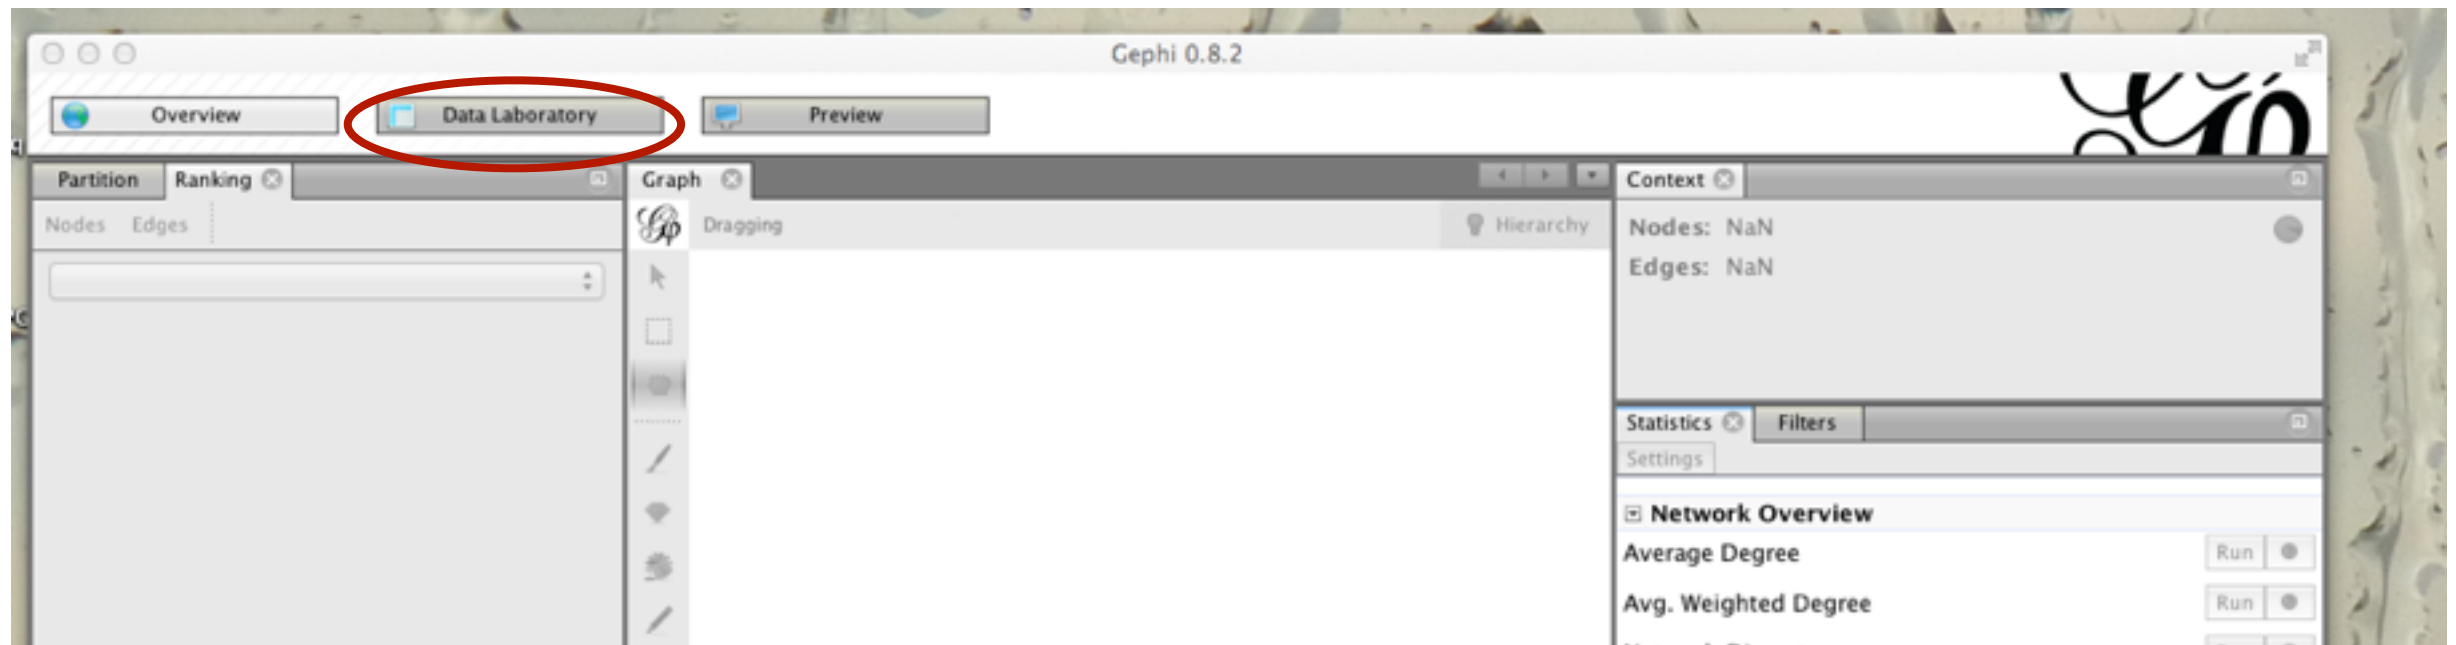 Gephi 0.8.2
Overview
Data Laboratory
Preview
Partition
Ranking
Graph
Context
Nodes
Edges
Dragging
Hierarchy
Nodes: NaN
Edges: NaN
Statistics
Filters
Settings
Network Overview
Average Degree
Run
Avg. Weighted Degree
Run